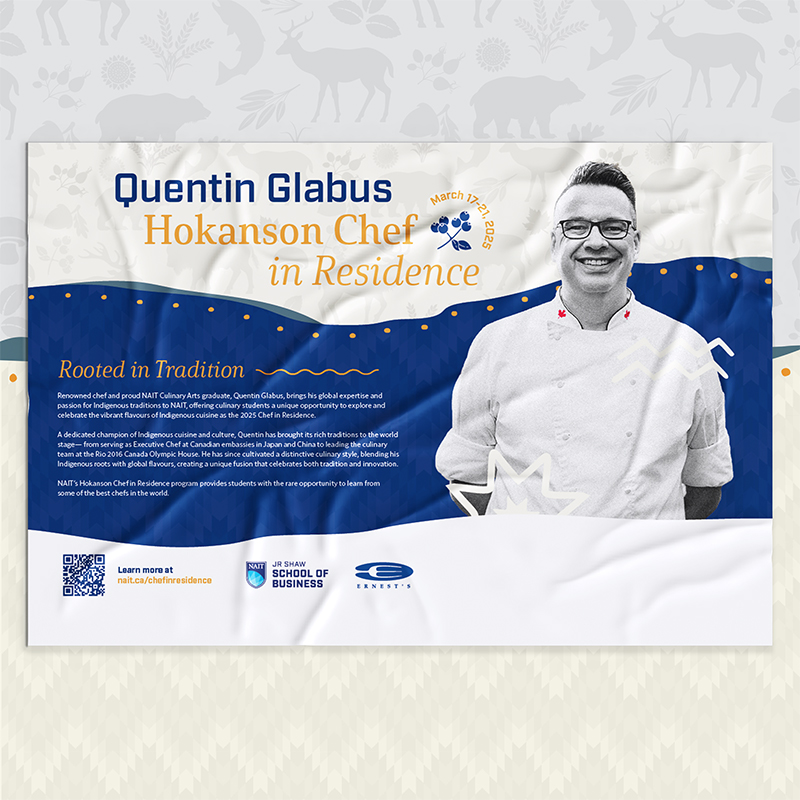 Quentin Glabus
Hokanson Chef
in Residence
March 17-21, 2025
Rooted in Tradition
Renowned chef and proud NAIT Culinary Arts graduate, Quentin Glabus, brings his global expertise and
passion for Indigenous traditions to NAIT, offering culinary students a unique opportunity to explore and
celebrate the vibrant flavours of Indigenous cuisine as the 2025 Chef in Residence.
A dedicated champion of Indigenous cuisine and culture, Quentin has brought its rich traditions to the world
stage— from serving as Executive Chef at Canadian embassies in Japan and China to leading the culinary
team at the Rio 2016 Canada Olympic House. He has since cultivated a distinctive culinary style, blending his
Indigenous roots with global flavours, creating a unique fusion that celebrates both tradition and innovation.
NAIT's Hokanson Chef in Residence program provides students with the rare opportunity to learn from
some of the best chefs in the world.
Learn more at
nait.ca/chefinresidence
NAIT
JR SHAW
SCHOOL OF
BUSINESS
ERNEST'S